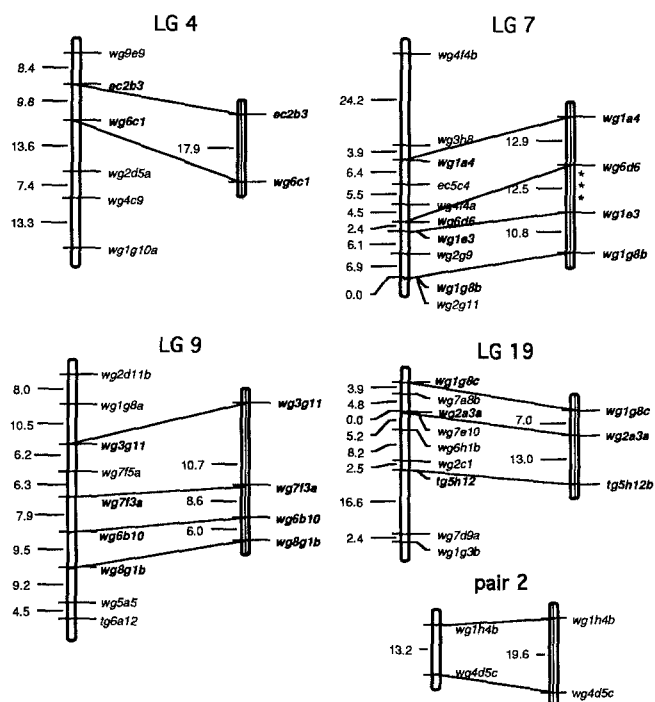 LG 4
wg9e9
8.4
ec2b3
9.8
wg6c1
13.6
wg2d5a
7.4
wg4c9
13.3
wg1g10a
ec2b3
17.9
wg6c1
LG 7
wg4f4b
24.2
wg3h8
3.9
wg1a4
6.4
ec5c4
5.5
wg4f4a
4.5
wg6d6
2.4
wg1e3
6.1
wg2g9
6.9
wg1g8b
0.0
wg2g11
wg1a4
12.9
wg6d6
*
12.5 *
*
wg1e3
10.8
wg1g8b
LG 9
wg2d11b
8.0
wg1g8a
10.5
wg3g11
6.2
wg7f5a
6.3
wg7f3a
7.9
wg6b10
9.5
wg8g1b
9.2
wg5a5
4.5
tg6a12
wg3g11
10.7
wg7f3a
8.6
wg6b10
6.0
wg8g1b
LG 19
wg1g8c
3.9
wg7a8b
4.8
wg2a3a
0.0
wg7e10
5.2
wg6h1b
8.2
wg2c1
2.5
tg5h12
16.6
wg7d9a
2.4
wg1g3b
wg1g8c
7.0
wg2a3a
13.0
tg5h12b
pair 2
wg1h4b
13.2
wg4d5c
wg1h4b
19.6
wg4d5c